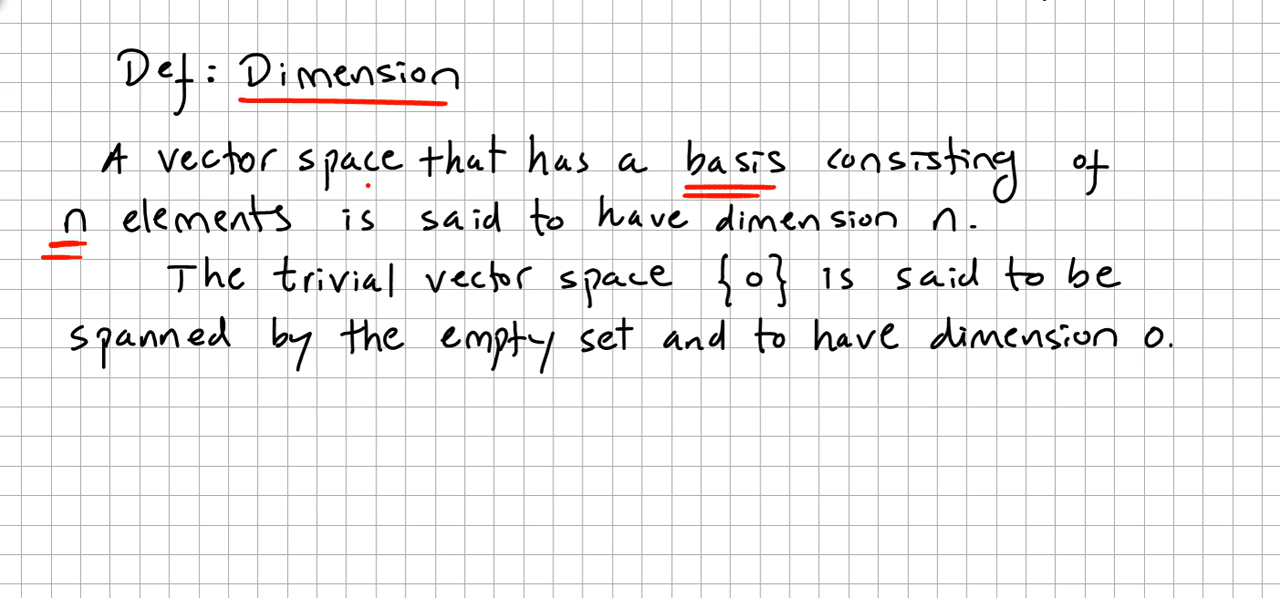 Def: Dimension
A vector space that has a basis consisting of
n elements is said to have dimension n.
The trivial vector space {0} is said to be
spanned by the empty set and to have dimension 0.